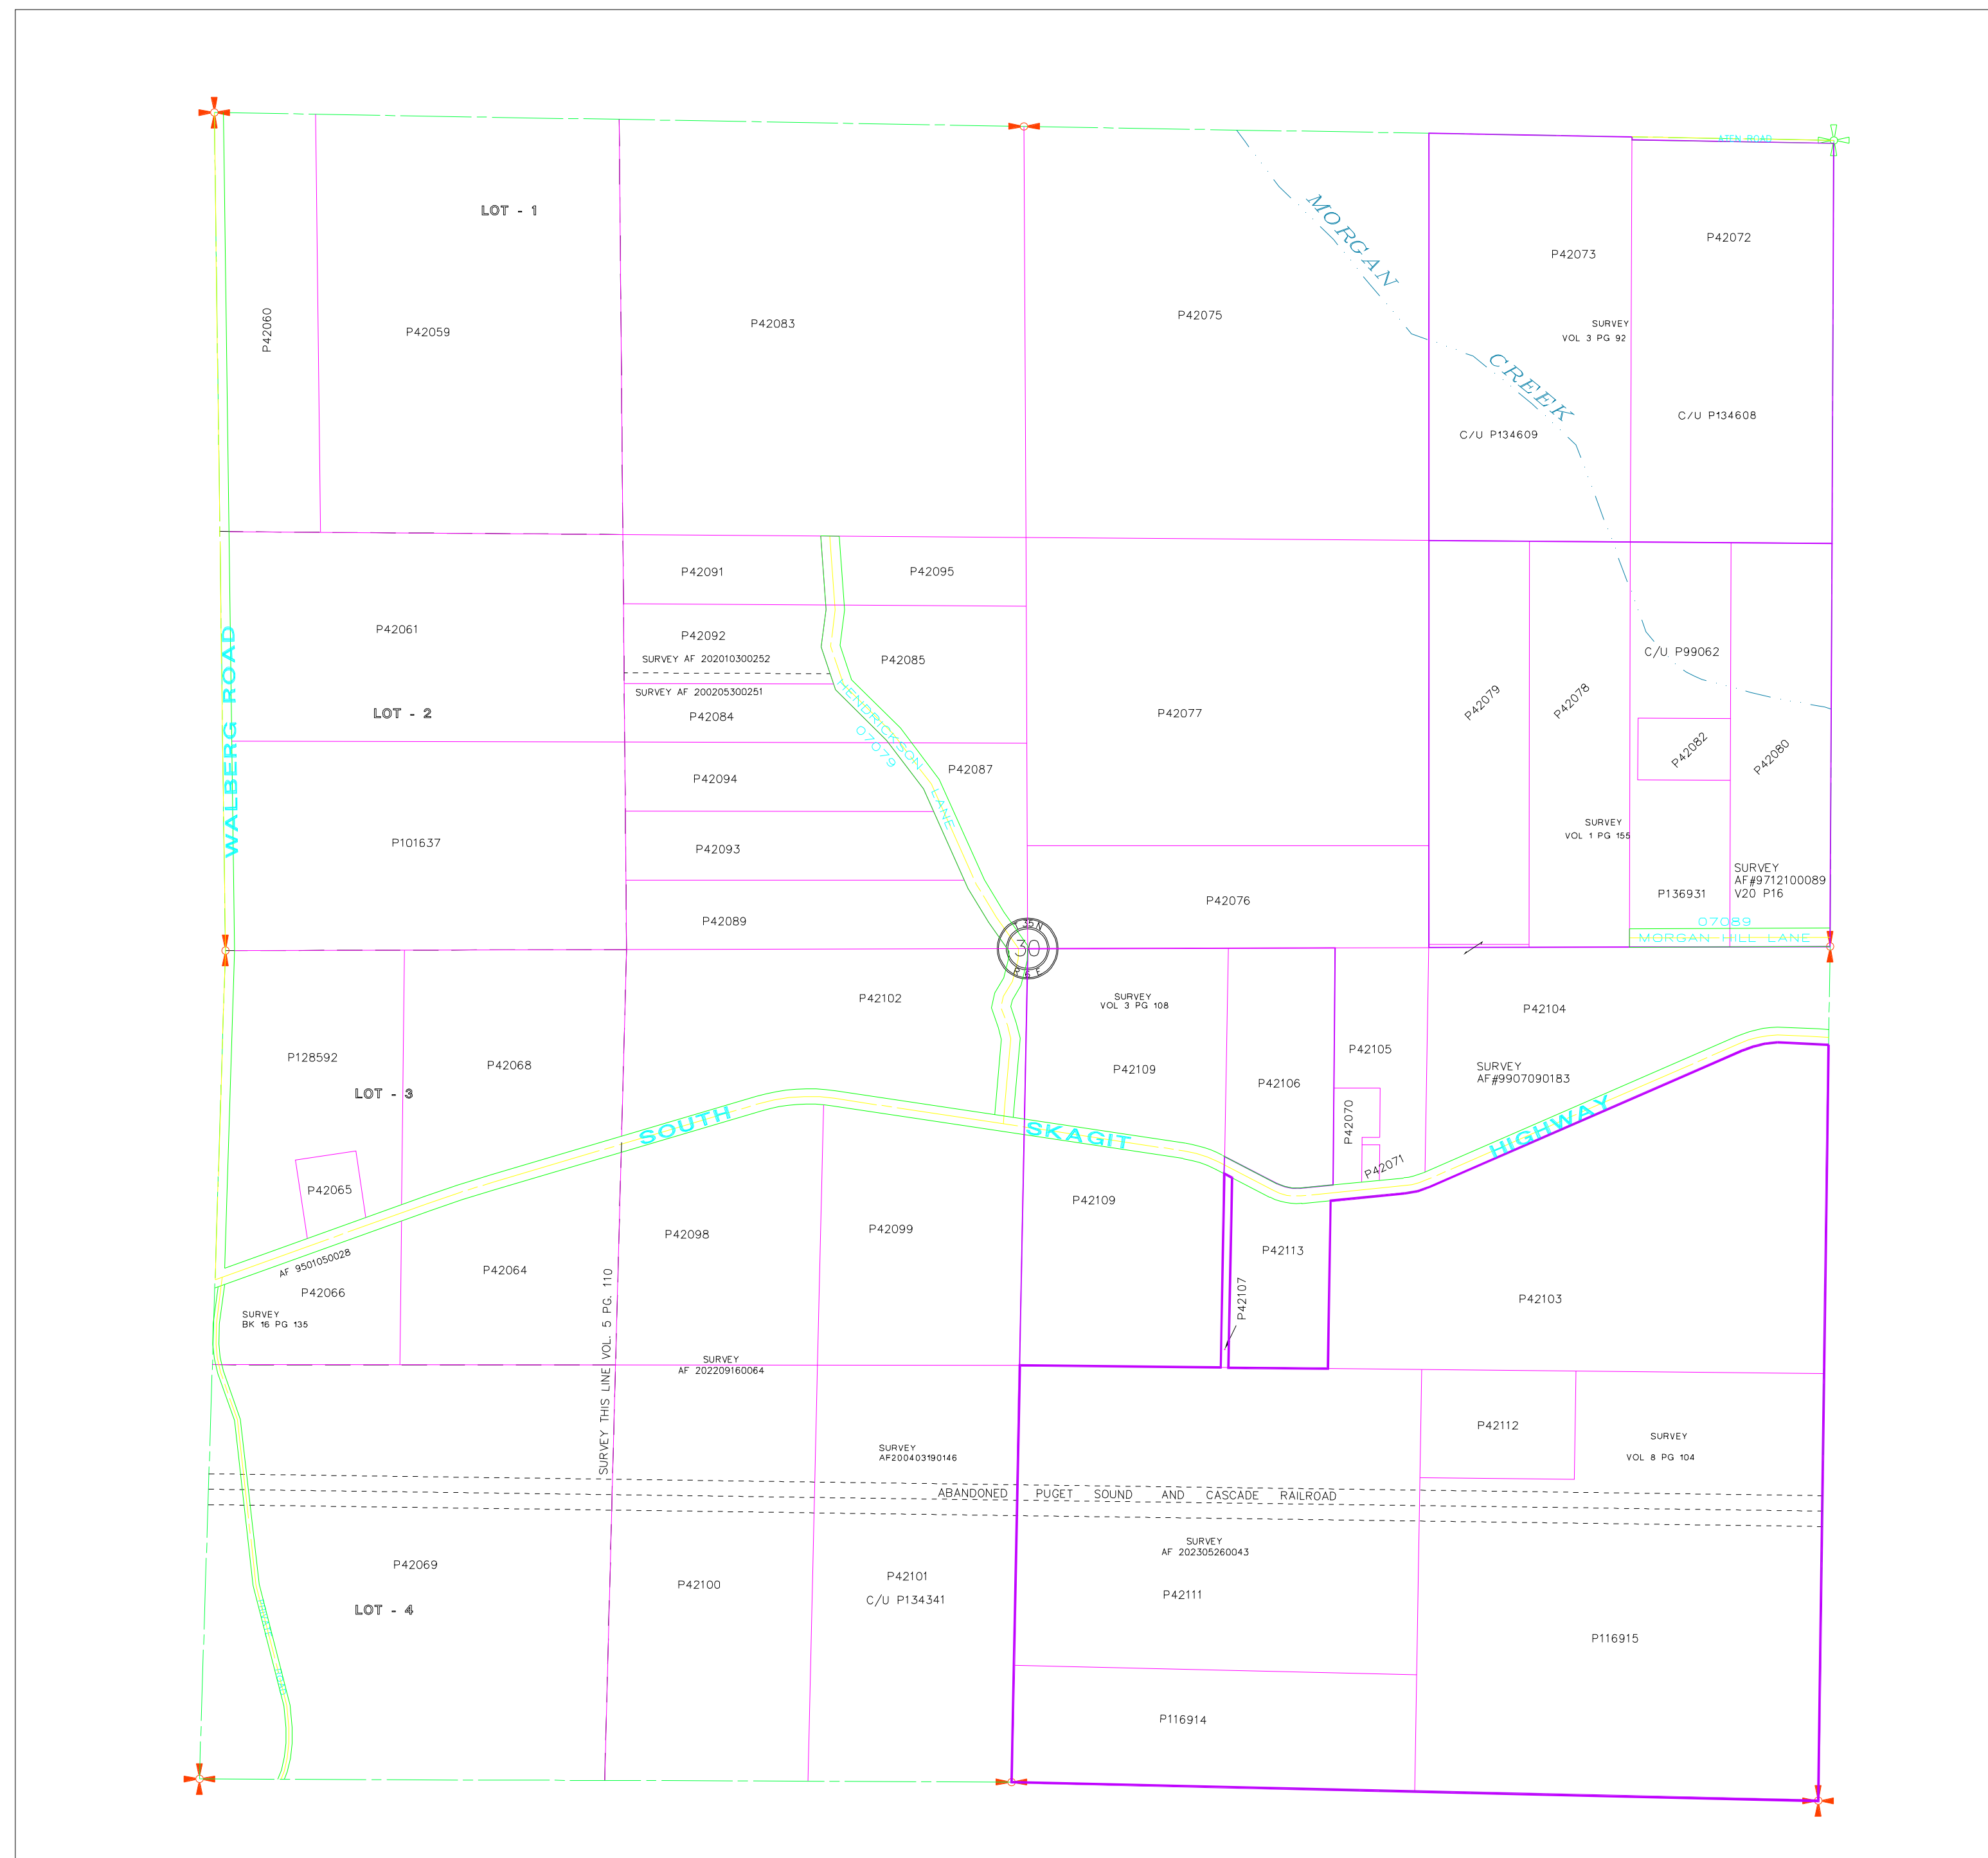 ATEN ROAD
LOT - 1
P42072
MORGAN
P42073
P42060
P42075
P42083
SURVEY
VOL 3 PG 92
P42059
CREEK
C/U P134608
C/U P134609
P42091
P42095
P42061
P42092
SURVEY AF 202010300252
P42085
C/U P99062
SURVEY AF 200205300251
P42084
LOT - 2
P42077
P42079
P42078
HENDRICKSON LANE
07079
WALBERG ROAD
P42082
P42080
P42087
P42094
SURVEY
VOL 1 PG 155
P101637
P42093
SURVEY
AF#9712100089
V20 P16
P136931
P42076
P42089
07089
MORGAN HILL LANE
T 35 N
30
R 6 E
P42102
SURVEY
VOL 3 PG 108
P42104
P128592
P42068
P42105
P42109
SURVEY
AF#9907090183
P42106
LOT - 3
P42070
SOUTH SKAGIT HIGHWAY
P42071
P42065
P42109
P42098
P42099
P42113
AF 9501050028
P42064
P42066
P42107
P42103
SURVEY
BK 16 PG 135
SURVEY THIS LINE VOL. 5 PG. 110
SURVEY
AF 202209160064
P42112
SURVEY
VOL 8 PG 104
SURVEY
AF200403190146
ABANDONED PUGET SOUND AND CASCADE RAILROAD
SURVEY
AF 202305260043
P42069
P42101
P42100
C/U P134341
P42111
LOT - 4
P116915
P116914